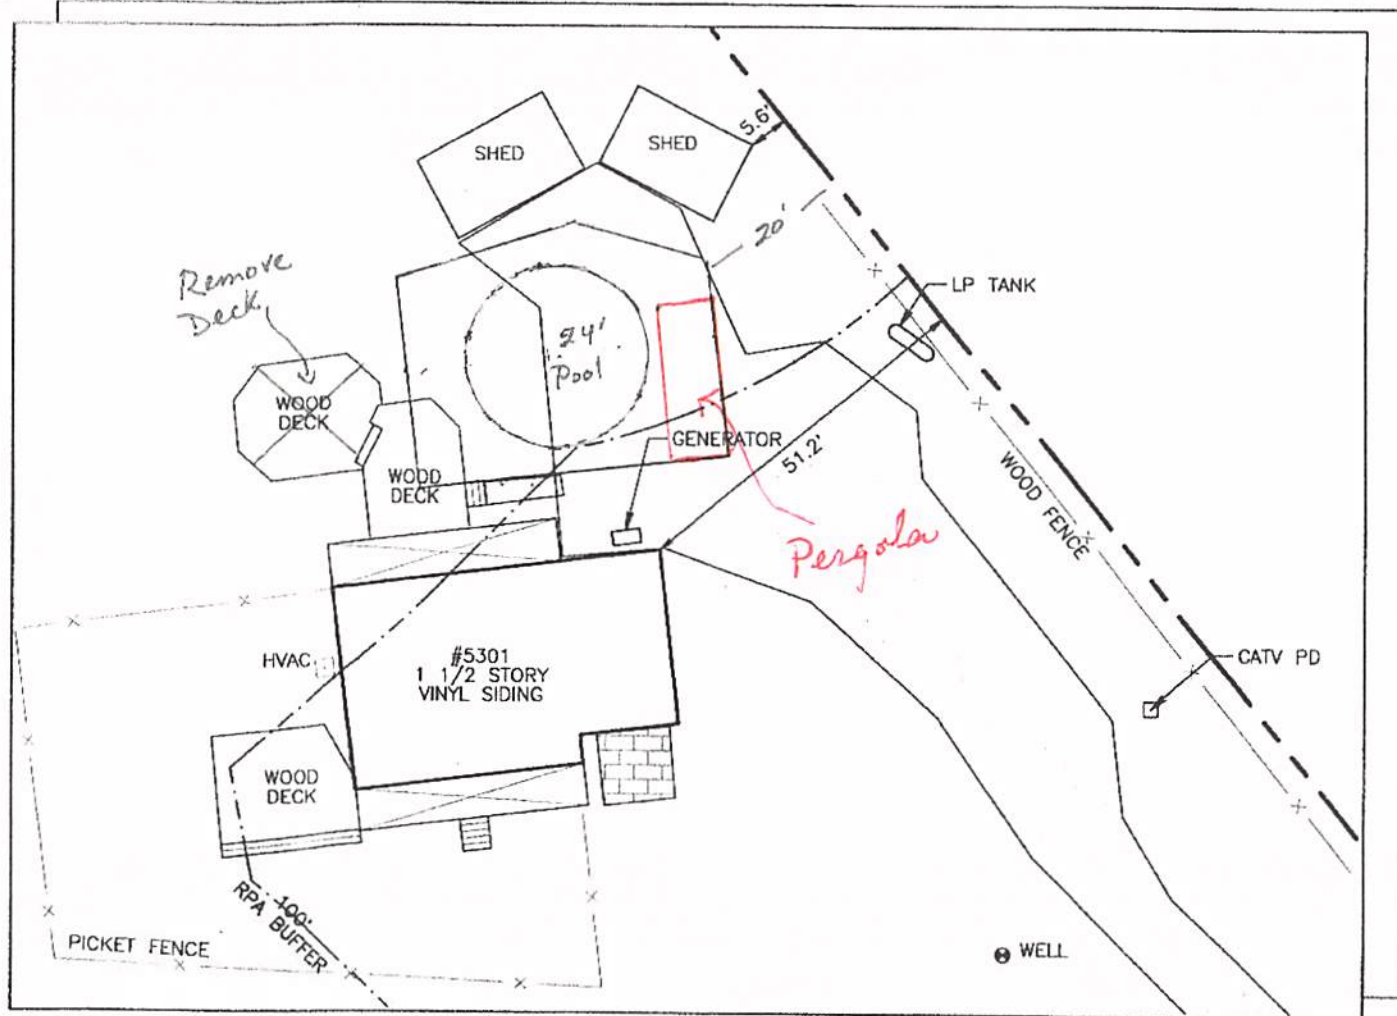 5.6'
SHED
SHED
20'
Remove
Deck
LP TANK
24'
Pool
WOOD
DECK
GENERATOR
51.2'
WOOD
DECK
WOOD FENCE
Pergola
HVAC
#5301
1 1/2 STORY
VINYL SIDING
CATV PD
WOOD
DECK
100'
RPA BUFFER
PICKET FENCE
WELL